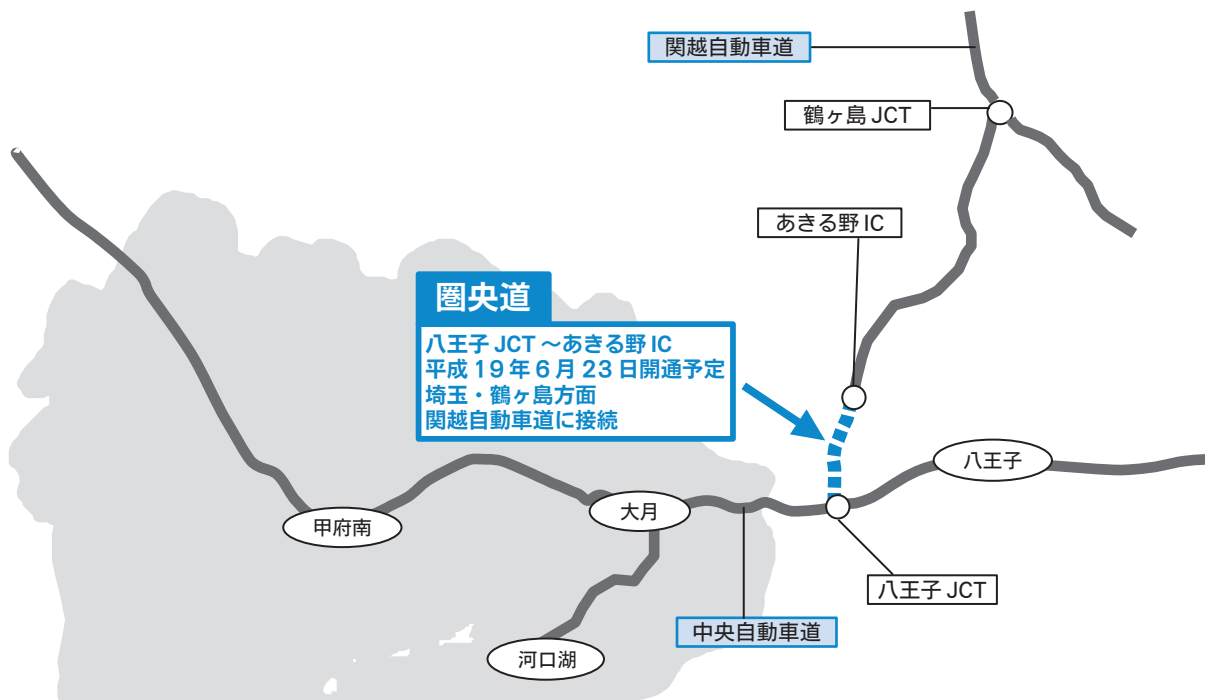 関越自動車道
鶴ヶ島 JCT
あきる野 IC
圏央道
八王子 JCT ～あきる野 IC
平成 19 年 6 月 23 日開通予定
埼玉・鶴ヶ島方面
関越自動車道に接続
八王子
大月
甲府南
八王子 JCT
中央自動車道
河口湖